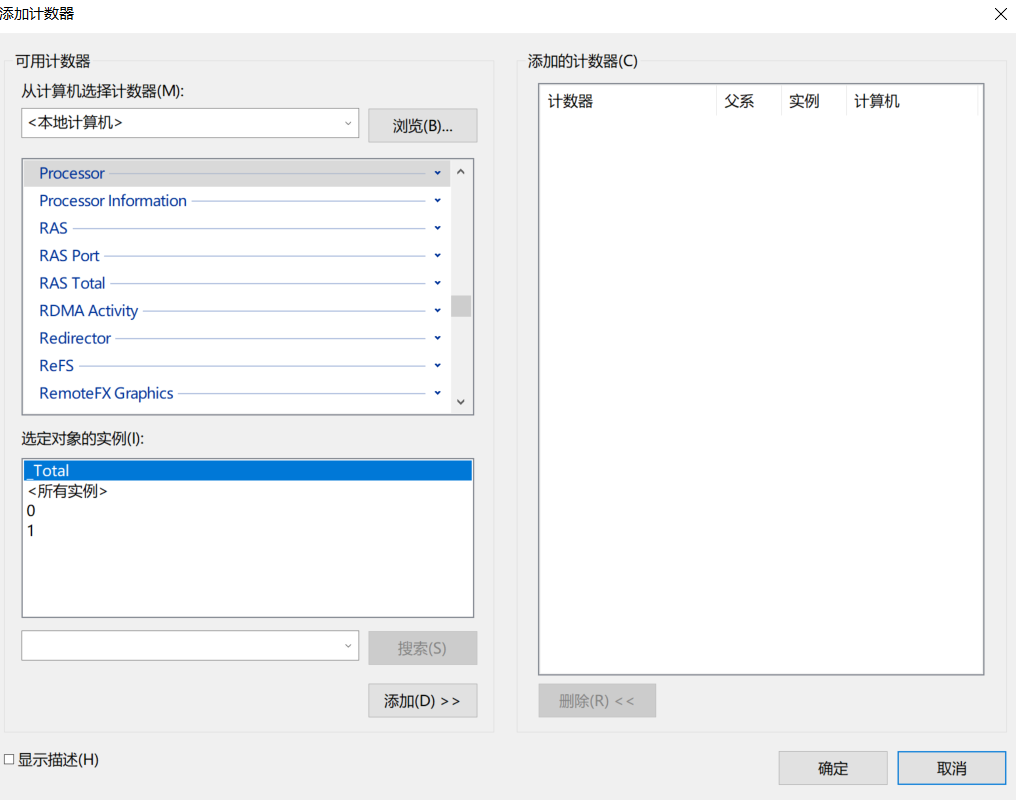 添加计数器
可用计数器
从计算机选择计数器(M):
<本地计算机>
浏览(B)...
Processor
Processor Information
RAS
RAS Port
RAS Total
RDMA Activity
Redirector
ReFS
RemoteFX Graphics
选定对象的实例(I):
_Total
<所有实例>
0
1
搜索(S)
添加(D) >>
显示描述(H)
添加的计数器(C)
计数器 父系 实例 计算机
删除(R) <<
确定
取消